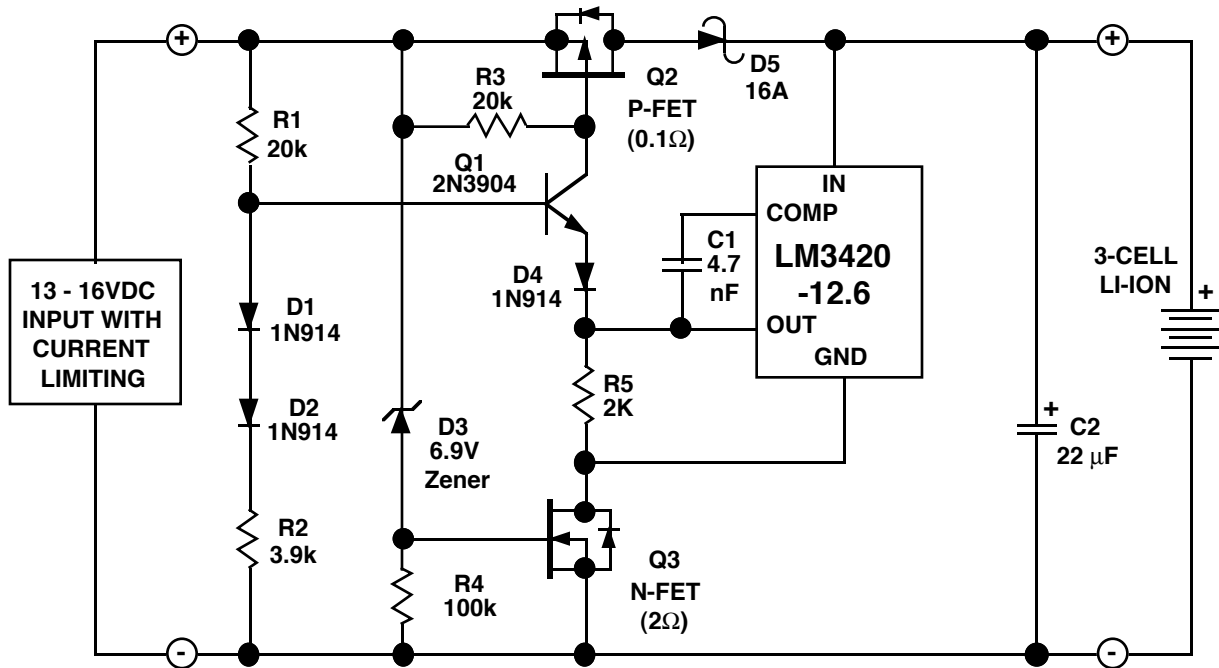 +
+
R3
20k
Q2
P-FET
(0.1Ω)
D5
16A
R1
20k
Q1
2N3904
IN
COMP
LM3420
-12.6
OUT
GND
C1
4.7
nF
3-CELL
LI-ION
+
D4
1N914
13 - 16VDC
INPUT WITH
CURRENT
LIMITING
D1
1N914
R5
2K
D2
1N914
D3
6.9V
Zener
+
C2
22 µF
R2
3.9k
R4
100k
Q3
N-FET
(2Ω)
-
-